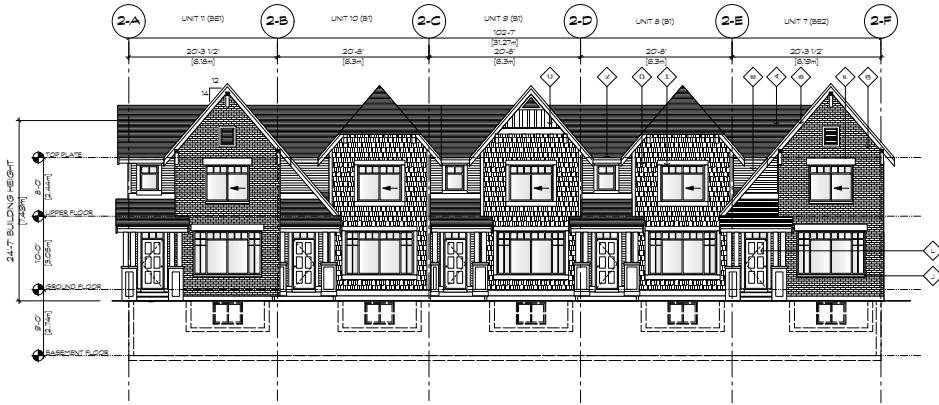 2-A UNIT 11 (BE1) 2-B UNIT 10 (B1) 2-C UNIT 9 (B1) 2-D UNIT 8 (B1) 2-E UNIT 7 (BE2) 2-F
102'-7"
[31.27m]
20'-3 1/2" 20'-8" 20'-8" 20'-8" 20'-3 1/2"
[6.18m] [6.3m] [6.3m] [6.3m] [6.19m]
12
14
TOP PLATE
8'-0"
[2.44m]
UPPER FLOOR
24'-7" BUILDING HEIGHT
[7.49m]
10'-0"
[3.05m]
GROUND FLOOR
9'-0"
[2.74m]
BASEMENT FLOOR